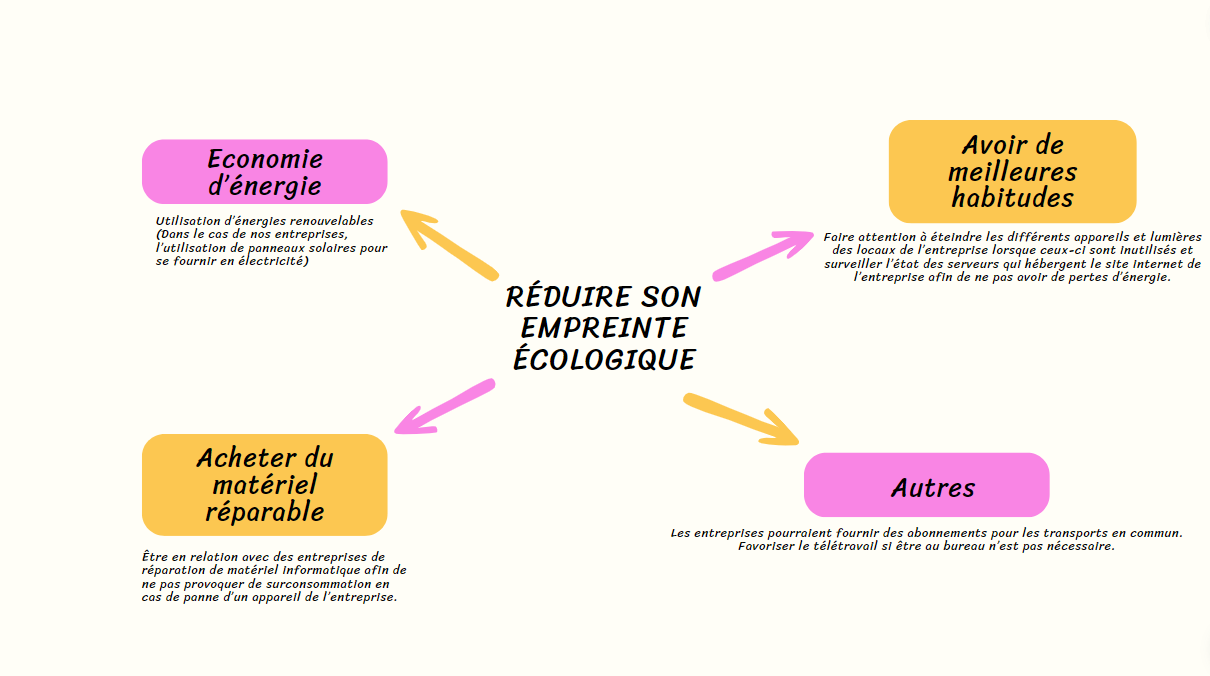 Economie
d'énergie
Utilisation d'énergies renouvelables
(Dans le cas de nos entreprises,
l'utilisation de panneaux solaires pour
se fournir en électricité)
Avoir de
meilleures
habitudes
Faire attention à éteindre les différents appareils et lumières
des locaux de l'entreprise lorsque ceux-ci sont inutilisés et
surveiller l'état des serveurs qui hébergent le site internet de
l'entreprise afin de ne pas avoir de pertes d'énergie.
RÉDUIRE SON
EMPREINTE
ÉCOLOGIQUE
Acheter du
matériel
réparable
Être en relation avec des entreprises de
réparation de matériel informatique afin de
ne pas provoquer de surconsommation en
cas de panne d'un appareil de l'entreprise.
Autres
Les entreprises pourraient fournir des abonnements pour les transports en commun.
Favoriser le télétravail si être au bureau n'est pas nécessaire.